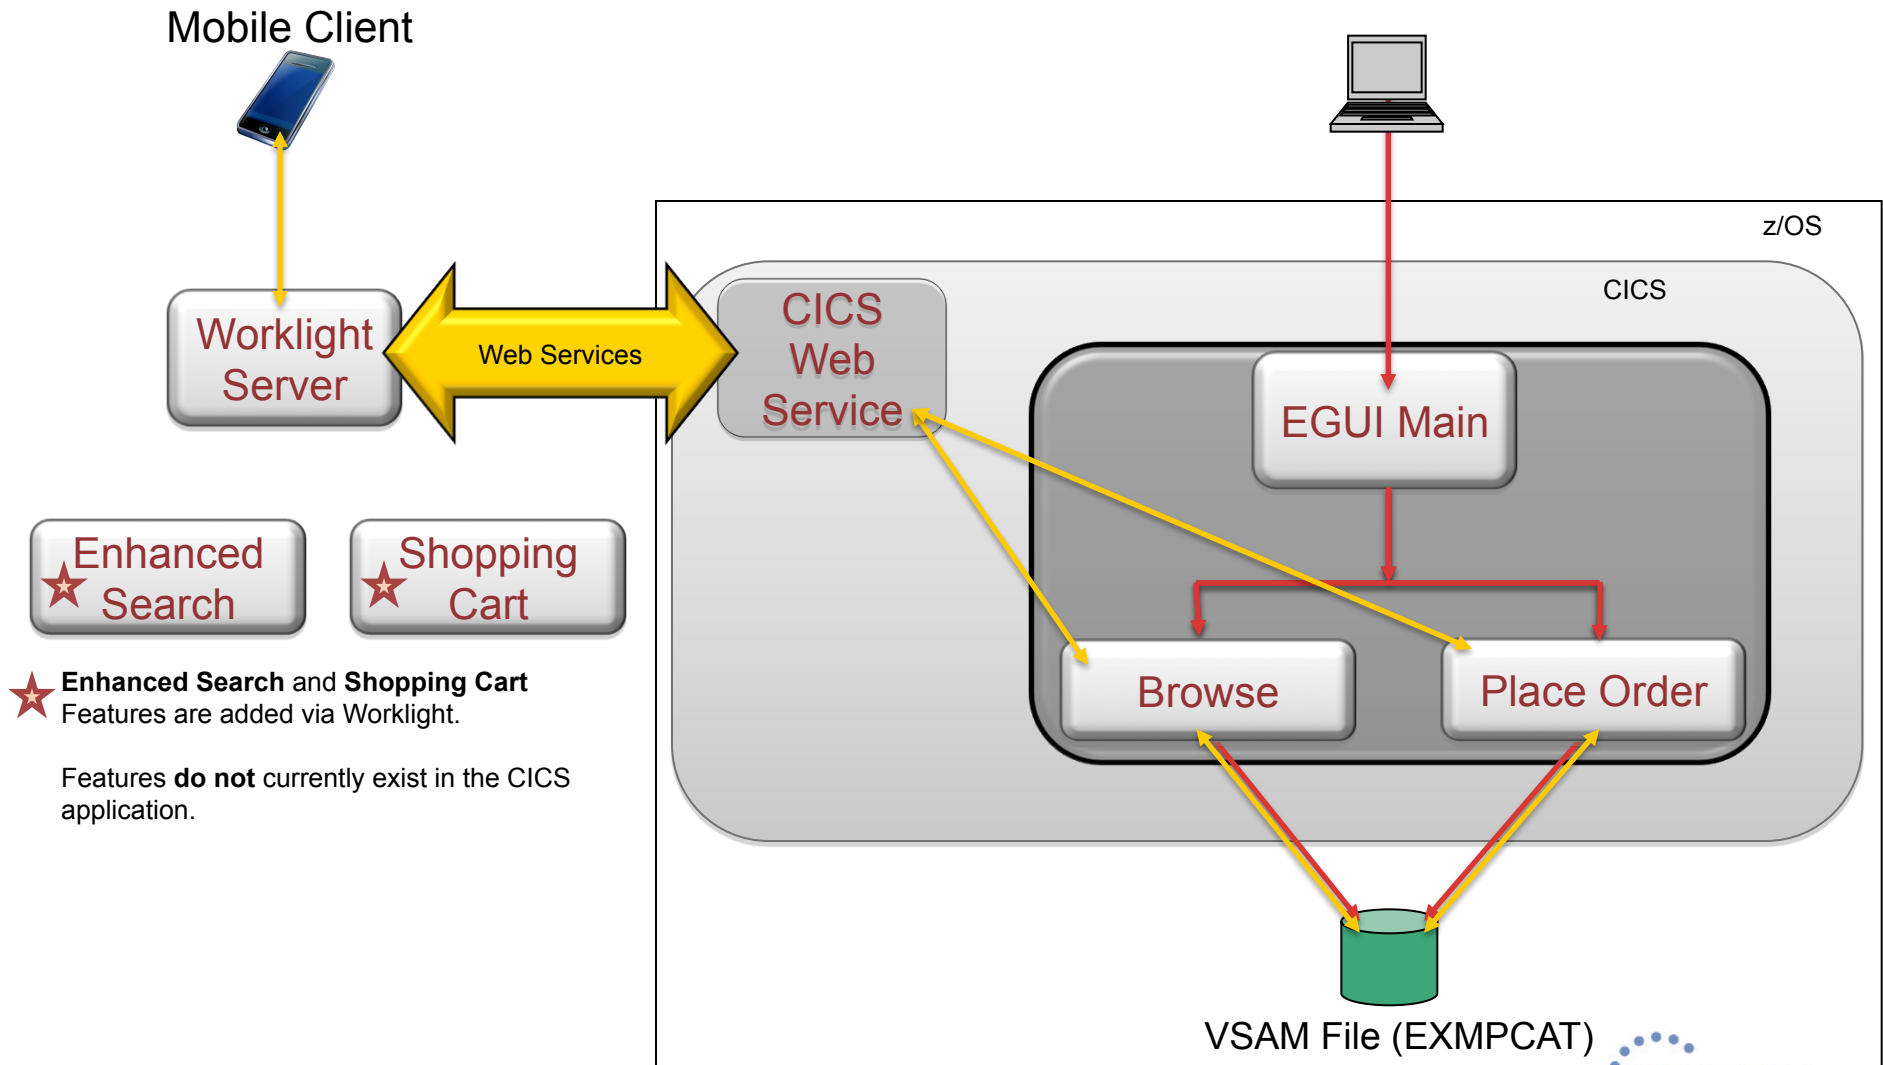 Mobile Client
z/OS
CICS
CICS
Web
Service
Worklight
Server
Web Services
EGUI Main
Enhanced
Search
Shopping
Cart
Browse
Place Order
Enhanced Search and Shopping Cart
Features are added via Worklight.
Features do not currently exist in the CICS
application.
VSAM File (EXMPCAT)